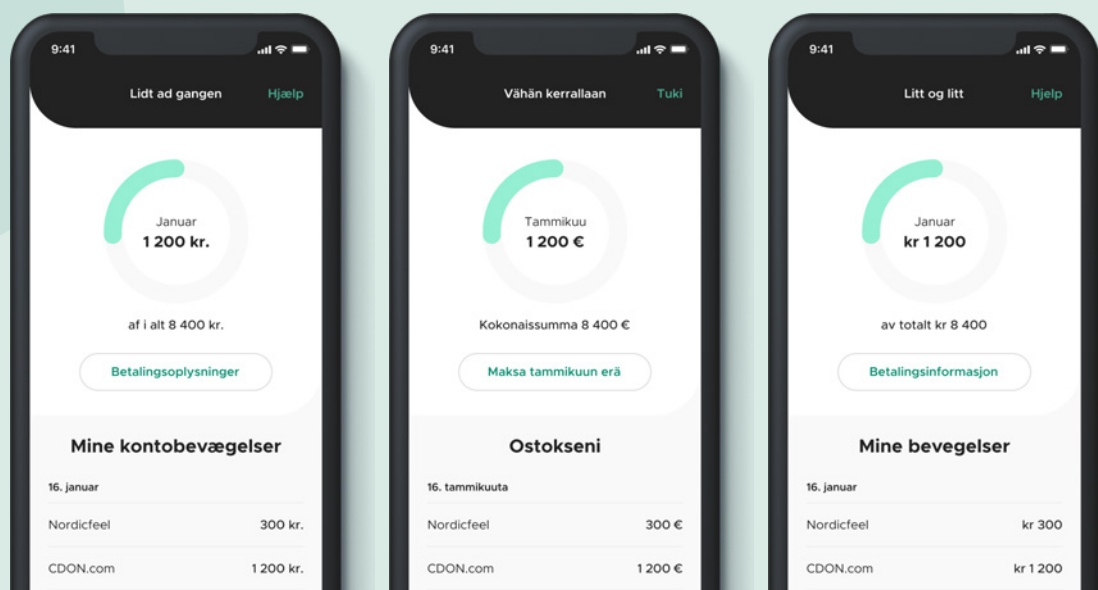 9:41
Lidt ad gangen
Hjælp
Januar
1 200 kr.
af i alt 8 400 kr.
Betalingsoplysninger
Mine kontobevægelser
16. januar
Nordicfeel 300 kr.
CDON.com 1 200 kr.
9:41
Vähän kerrallaan
Tuki
Tammikuu
1 200 €
Kokonaissumma 8 400 €
Maksa tammikuun erä
Ostokseni
16. tammikuuta
Nordicfeel 300 €
CDON.com 1 200 €
9:41
Litt og litt
Hjelp
Januar
kr 1 200
av totalt kr 8 400
Betalingsinformasjon
Mine bevegelser
16. januar
Nordicfeel kr 300
CDON.com kr 1 200